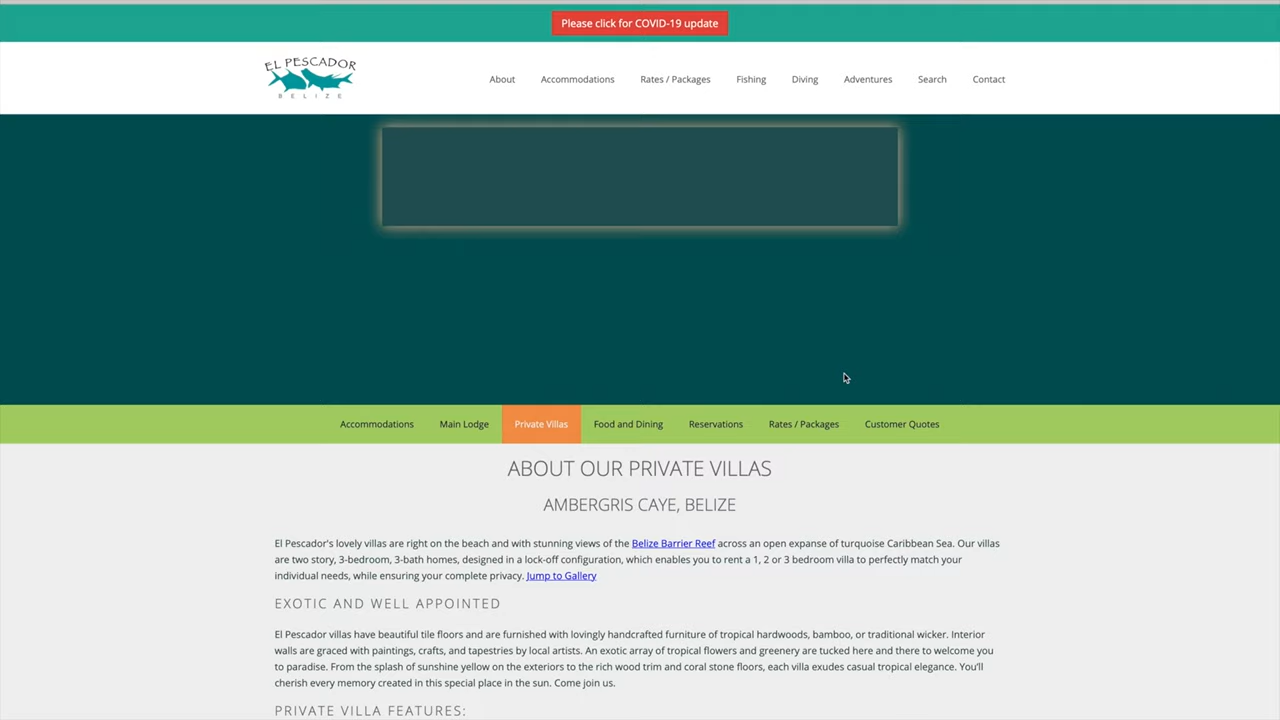 Please click for COVID-19 update
EL PESCADOR
BELIZE
About Accommodations Rates / Packages Fishing Diving Adventures Search Contact
Accommodations Main Lodge Private Villas Food and Dining Reservations Rates / Packages Customer Quotes
ABOUT OUR PRIVATE VILLAS
AMBERGRIS CAYE, BELIZE
El Pescador's lovely villas are right on the beach and with stunning views of the Belize Barrier Reef across an open expanse of turquoise Caribbean Sea. Our villas
are two story, 3-bedroom, 3-bath homes, designed in a lock-off configuration, which enables you to rent a 1, 2 or 3 bedroom villa to perfectly match your
individual needs, while ensuring your complete privacy. Jump to Gallery
EXOTIC AND WELL APPOINTED
El Pescador villas have beautiful tile floors and are furnished with lovingly handcrafted furniture of tropical hardwoods, bamboo, or traditional wicker. Interior
walls are graced with paintings, crafts, and tapestries by local artists. An exotic array of tropical flowers and greenery are tucked here and there to welcome you
to paradise. From the splash of sunshine yellow on the exteriors to the rich wood trim and coral stone floors, each villa exudes casual tropical elegance. You'll
cherish every memory created in this special place in the sun. Come join us.
PRIVATE VILLA FEATURES: